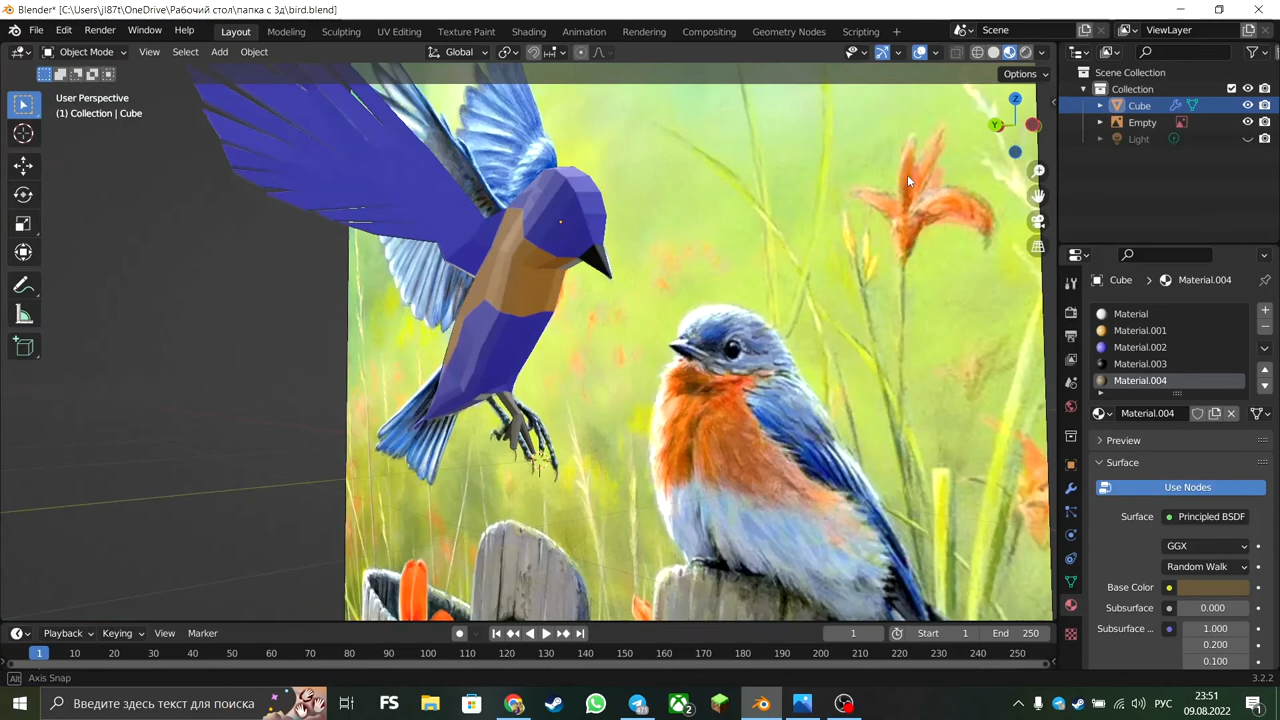 Blender* [C:\Users\jl87t\OneDrive\Рабочий стол\папка с 3д\bird.blend]
File Edit Render Window Help Layout Modeling Sculpting UV Editing Texture Paint Shading Animation Rendering Compositing Geometry Nodes Scripting Scene ViewLayer
Object Mode View Select Add Object Global
Options
User Perspective
(1) Collection | Cube
Z
Y
Scene Collection
Collection
Cube
Empty
Light
Cube Material.004
Material
Material.001
Material.002
Material.003
Material.004
Material.004
Preview
Surface
Use Nodes
Surface Principled BSDF
GGX
Random Walk
Base Color
Subsurface 0.000
Subsurface ... 1.000
0.200
0.100
Playback Keying View Marker 1 Start 1 End 250
1 10 20 30 40 50 60 70 80 90 100 110 120 130 140 150 160 170 180 190 200 210 220 230 240 250
Alt Axis Snap 3.2.2
Введите здесь текст для поиска FS 2 РУС 23:51
09.08.2022